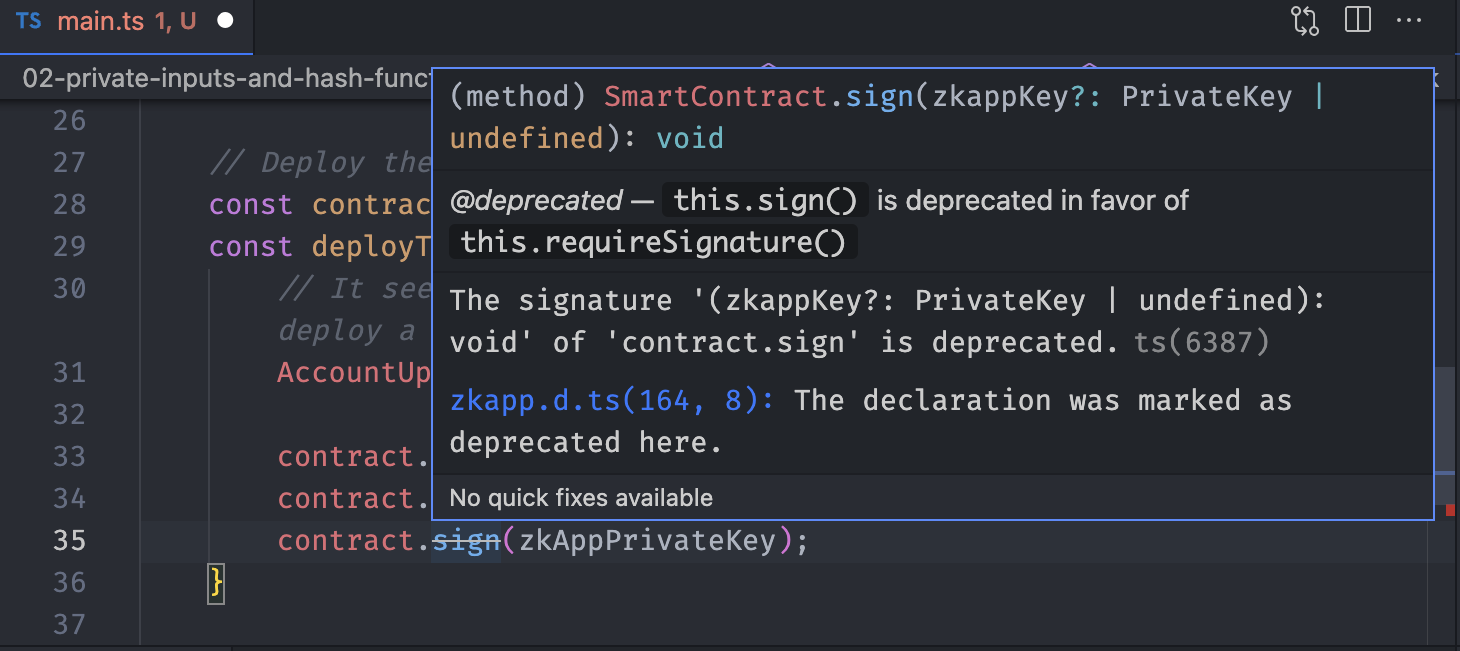 TS main.ts 1, U
02-private-inputs-and-hash-funct
(method) SmartContract.sign(zkappKey?: PrivateKey |
undefined): void
@deprecated — this.sign() is deprecated in favor of
this.requireSignature()
The signature '(zkappKey?: PrivateKey | undefined):
void' of 'contract.sign' is deprecated. ts(6387)
zkapp.d.ts(164, 8): The declaration was marked as
deprecated here.
No quick fixes available
26
27 // Deploy the
28 const contrac
29 const deployT
30 // It see
deploy a
31 AccountUp
32
33 contract.
34 contract.
35 contract.sign(zkAppPrivateKey);
36 }
37